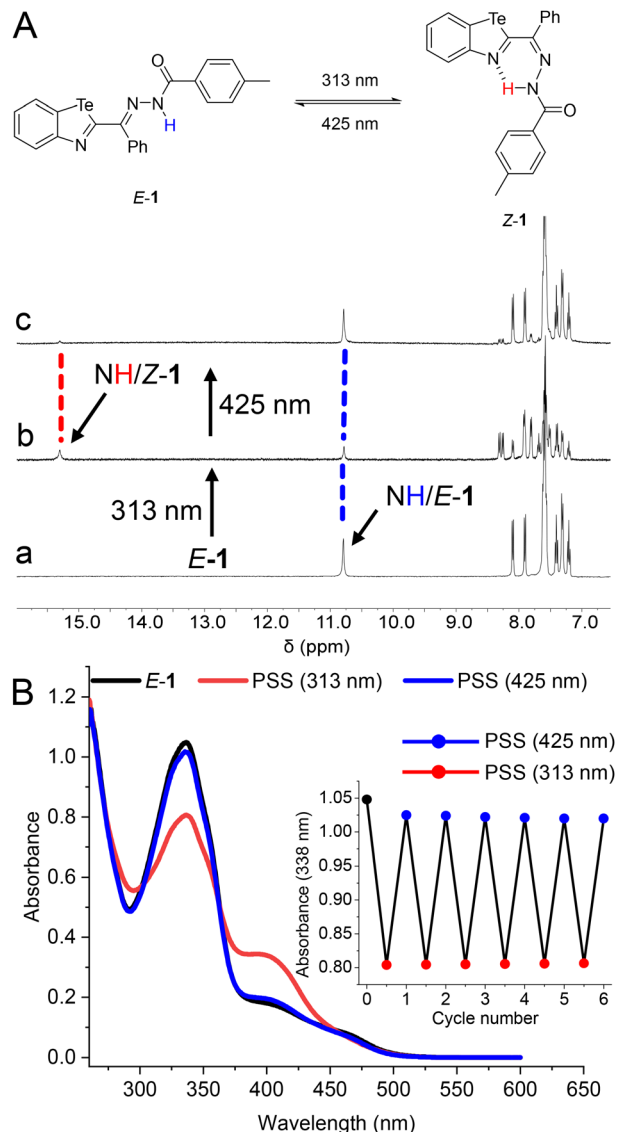 A
Te
N
N
N
H
O
Ph
E-1
313 nm
425 nm
Te
Ph
N
N
H
N
O
Z-1
c
NH/Z-1
425 nm
b
313 nm
NH/E-1
E-1
a
15.0 14.0 13.0 12.0 11.0 10.0 9.0 8.0 7.0
δ (ppm)
B
E-1 PSS (313 nm) PSS (425 nm)
PSS (425 nm)
PSS (313 nm)
1.2
1.0
0.8
0.6
0.4
0.2
0.0
Absorbance
1.05
1.00
0.95
0.90
0.85
0.80
Absorbance (338 nm)
0 1 2 3 4 5 6
Cycle number
300 350 400 450 500 550 600 650
Wavelength (nm)